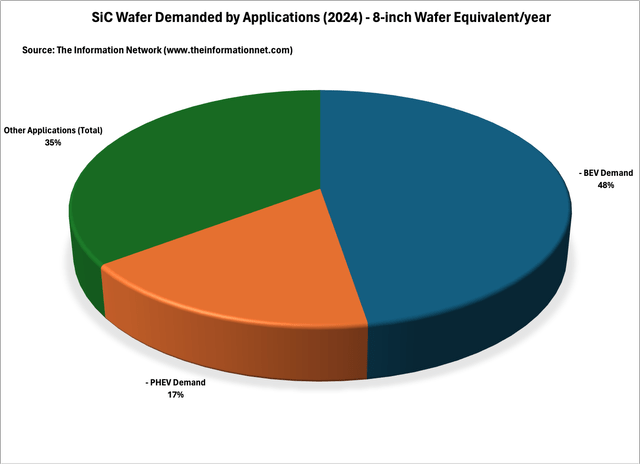 SiC Wafer Demanded by Applications (2024) - 8-inch Wafer Equivalent/year
Source: The Information Network (www.theinformationnet.com)
Other Applications (Total)
35%
- BEV Demand
48%
- PHEV Demand
17%